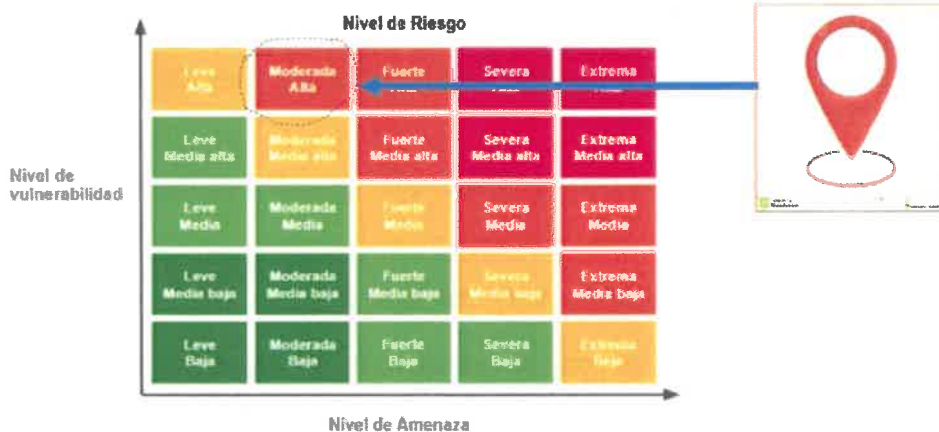 Nivel de Riesgo
Leve
Alta
Moderada
Alta
Fuerte
Severa
Extrema
Leve
Media alta
Moderada
Media alta
Fuerte
Media alta
Severa
Media alta
Extrema
Media alta
Nivel de
vulnerabilidad
Leve
Media
Moderada
Media
Fuerte
Media
Severa
Media
Extrema
Media
Leve
Media baja
Moderada
Media baja
Fuerte
Media baja
Severa
Media baja
Extrema
Media baja
Leve
Baja
Moderada
Baja
Fuerte
Baja
Severa
Baja
Extrema
Baja
Nivel de Amenaza